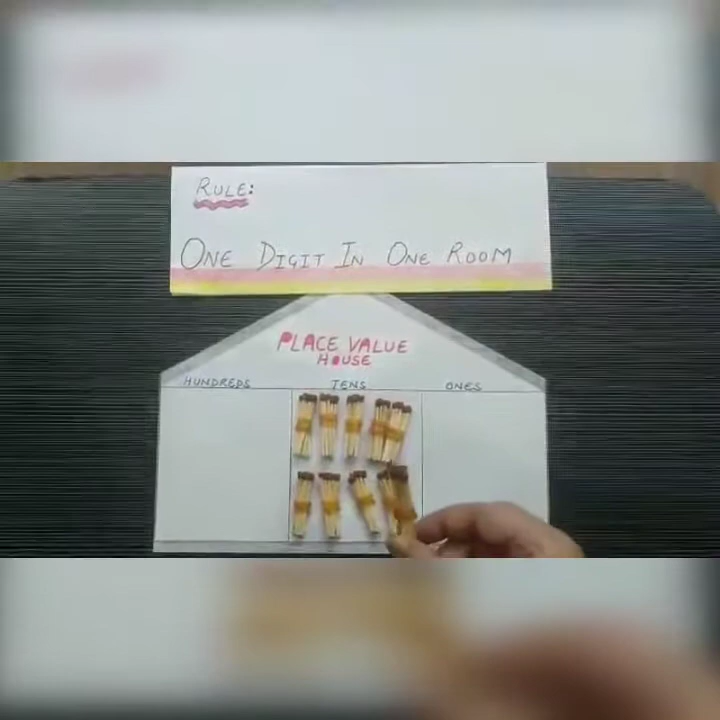 RULE:
ONE DIGIT IN ONE ROOM
PLACE VALUE
HOUSE
HUNDREDS TENS ONES